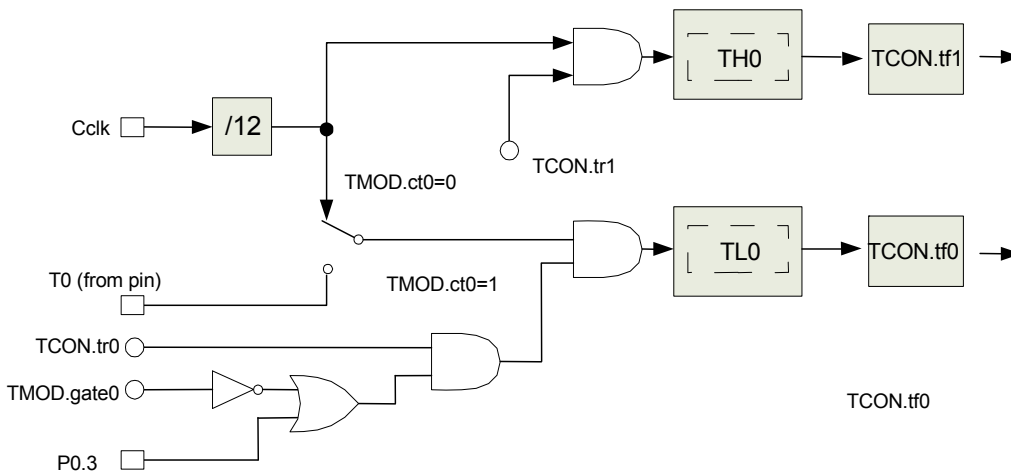 TH0
TCON.tf1
Cclk
/12
TCON.tr1
TMOD.ct0=0
TL0
TCON.tf0
T0 (from pin)
TMOD.ct0=1
TCON.tr0
TMOD.gate0
TCON.tf0
P0.3